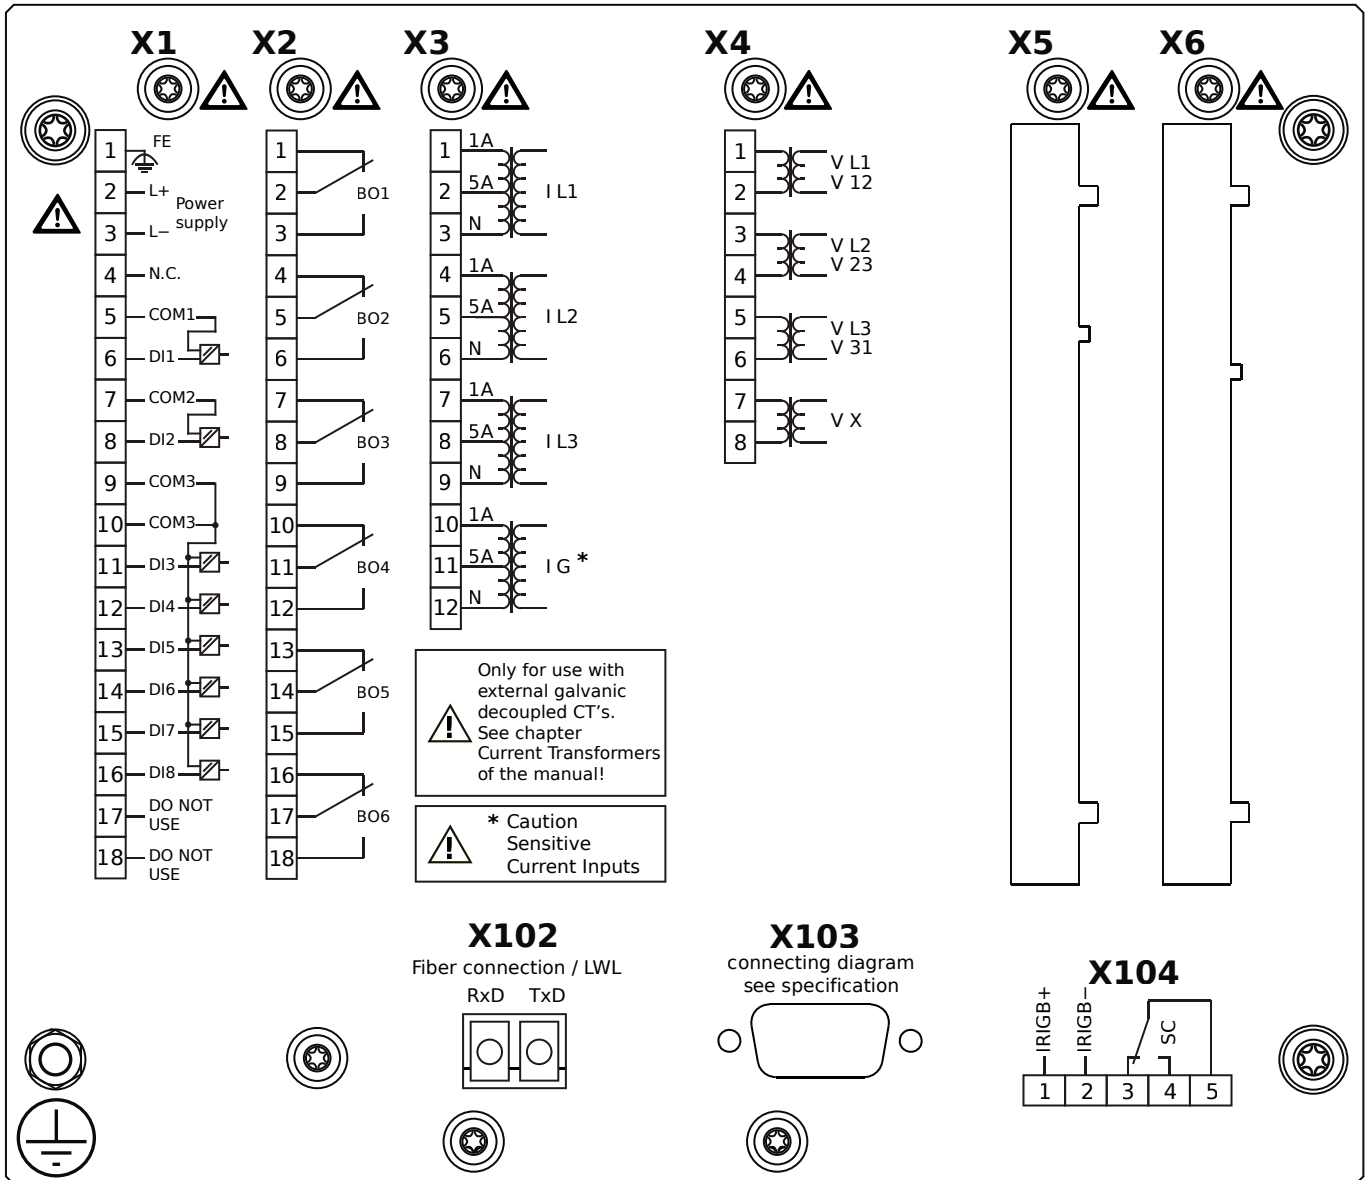 X1 X2 X3 X4 X5 X6
1 FE
2 L+
Power
supply
3 L−
4 N.C.
5 COM1
6 DI1
7 COM2
8 DI2
9 COM3
10 COM3
11 DI3
12 DI4
13 DI5
14 DI6
15 DI7
16 DI8
17 DO NOT
USE
18 DO NOT
USE
1
2 BO1
3
4
5 BO2
6
7
8 BO3
9
10
11 BO4
12
13
14 BO5
15
16
17 BO6
18
1 1A
2 5A I L1
3 N
4 1A
5 5A I L2
6 N
7 1A
8 5A I L3
9 N
10 1A
11 5A I G *
12 N
Only for use with
external galvanic
decoupled CT's.
See chapter
Current Transformers
of the manual!
* Caution
Sensitive
Current Inputs
1 V L1
2 V 12
3 V L2
4 V 23
5 V L3
6 V 31
7 V X
8
X102
Fiber connection / LWL
RxD TxD
X103
connecting diagram
see specification
X104
IRIGB+
IRIGB−
SC
1 2 3 4 5